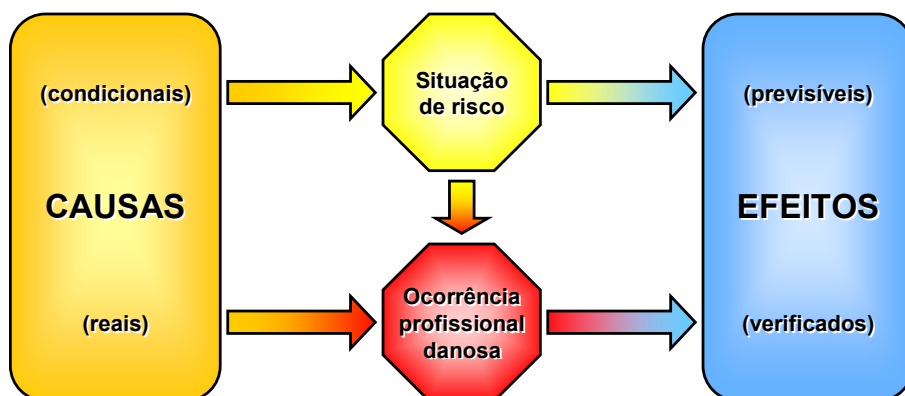 (condicionais)
CAUSAS
(reais)
Situação
de risco
Ocorrência
profissional
danosa
(previsíveis)
EFEITOS
(verificados)